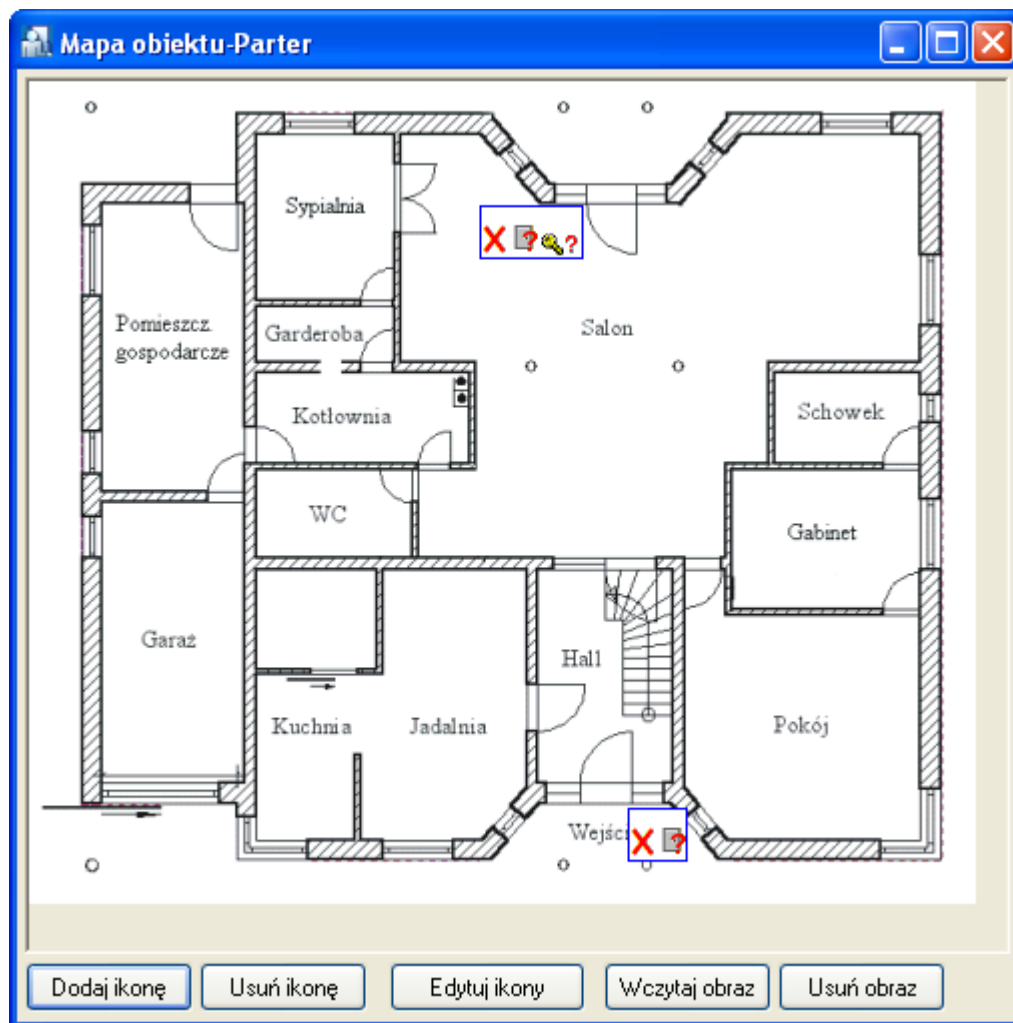 Mapa obiektu-Parter
Sypialnia
Pomieszcz.
gospodarcze
Garderoba
Salon
Kotłownia
Schowek
WC
Gabinet
Garaż
Hall
Kuchnia
Jadalnia
Pokój
Wejści
Dodaj ikonę
Usuń ikonę
Edytuj ikony
Wczytaj obraz
Usuń obraz